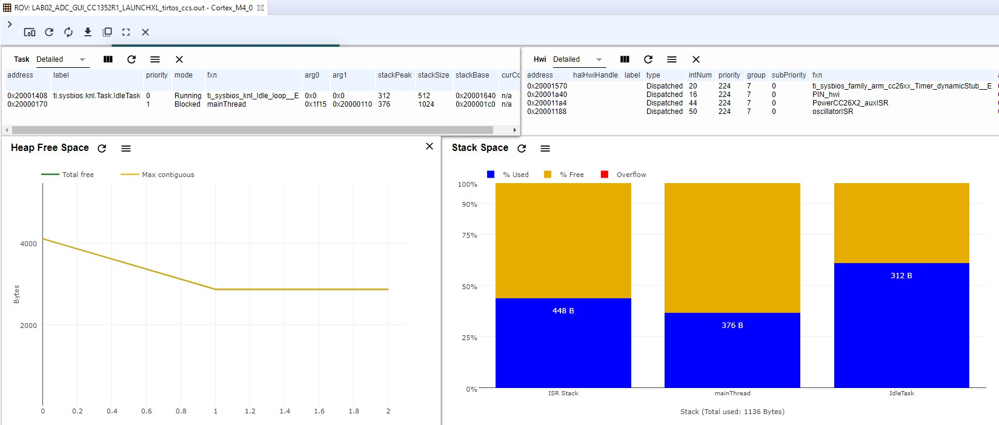 ROV: LAB02_ADC_GUI_CC1352R1_LAUNCHXL_tirtos_ccs.out - Cortex_M4_0
Task Detailed
address label priority mode fxn arg0 arg1 stackPeak stackSize stackBase
0x20001408 ti.sysbios.knl.Task.IdleTask 0 Running ti_sysbios_knl_Idle_loop__E 0x0 0x0 312 512 0x20001640 n/a
0x20000170 1 Blocked mainThread 0x1f15 0x20000110 376 1024 0x200001c0 n/a
Hwi Detailed
address halHwiHandle label type intNum priority group subPriority fxn
0x20001570 Dispatched 20 224 7 0 ti_sysbios_family_arm_cc26xx_Timer_dynamicStub__E
0x20001a40 Dispatched 16 224 7 0 PIN_hwi
0x200011a4 Dispatched 44 224 7 0 PowerCC26X2_auxISR
0x20001188 Dispatched 50 224 7 0 oscillatorISR
Heap Free Space
Total free Max contiguous
4000
2000
Bytes
0 0.2 0.4 0.6 0.8 1 1.2 1.4 1.6 1.8 2
Stack Space
% Used % Free Overflow
100%
90%
75%
50%
25%
0%
448 B
376 B
312 B
ISR Stack mainThread IdleTask
Stack (Total used: 1136 Bytes)